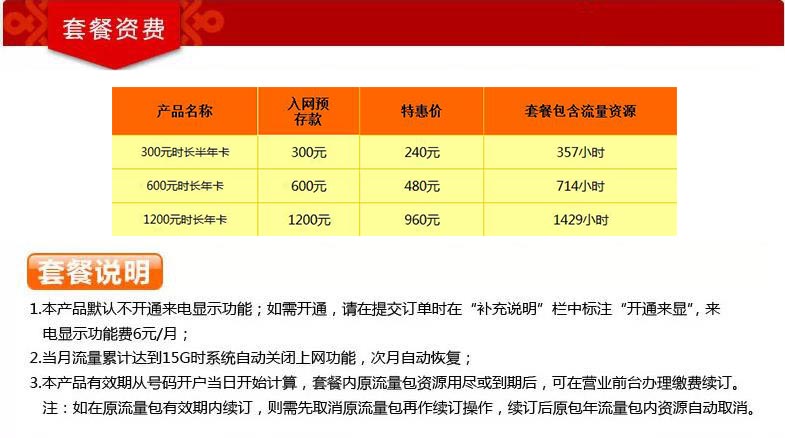 套餐资费
产品名称 入网预存款 特惠价 套餐包含流量资源
300元时长半年卡 300元 240元 357小时
600元时长年卡 600元 480元 714小时
1200元时长年卡 1200元 960元 1429小时
套餐说明
1.本产品默认不开通来电显示功能；如需开通，请在提交订单时在“补充说明”栏中标注“开通来显”，来
电显示功能费6元/月；
2.当月流量累计达到15G时系统自动关闭上网功能，次月自动恢复；
3.本产品有效期从号码开户当日开始计算，套餐内原流量包资源用尽或到期后，可在营业前台办理缴费续订。
注：如在原流量包有效期内续订，则需先取消原流量包再作续订操作，续订后原包年流量包内资源自动取消。